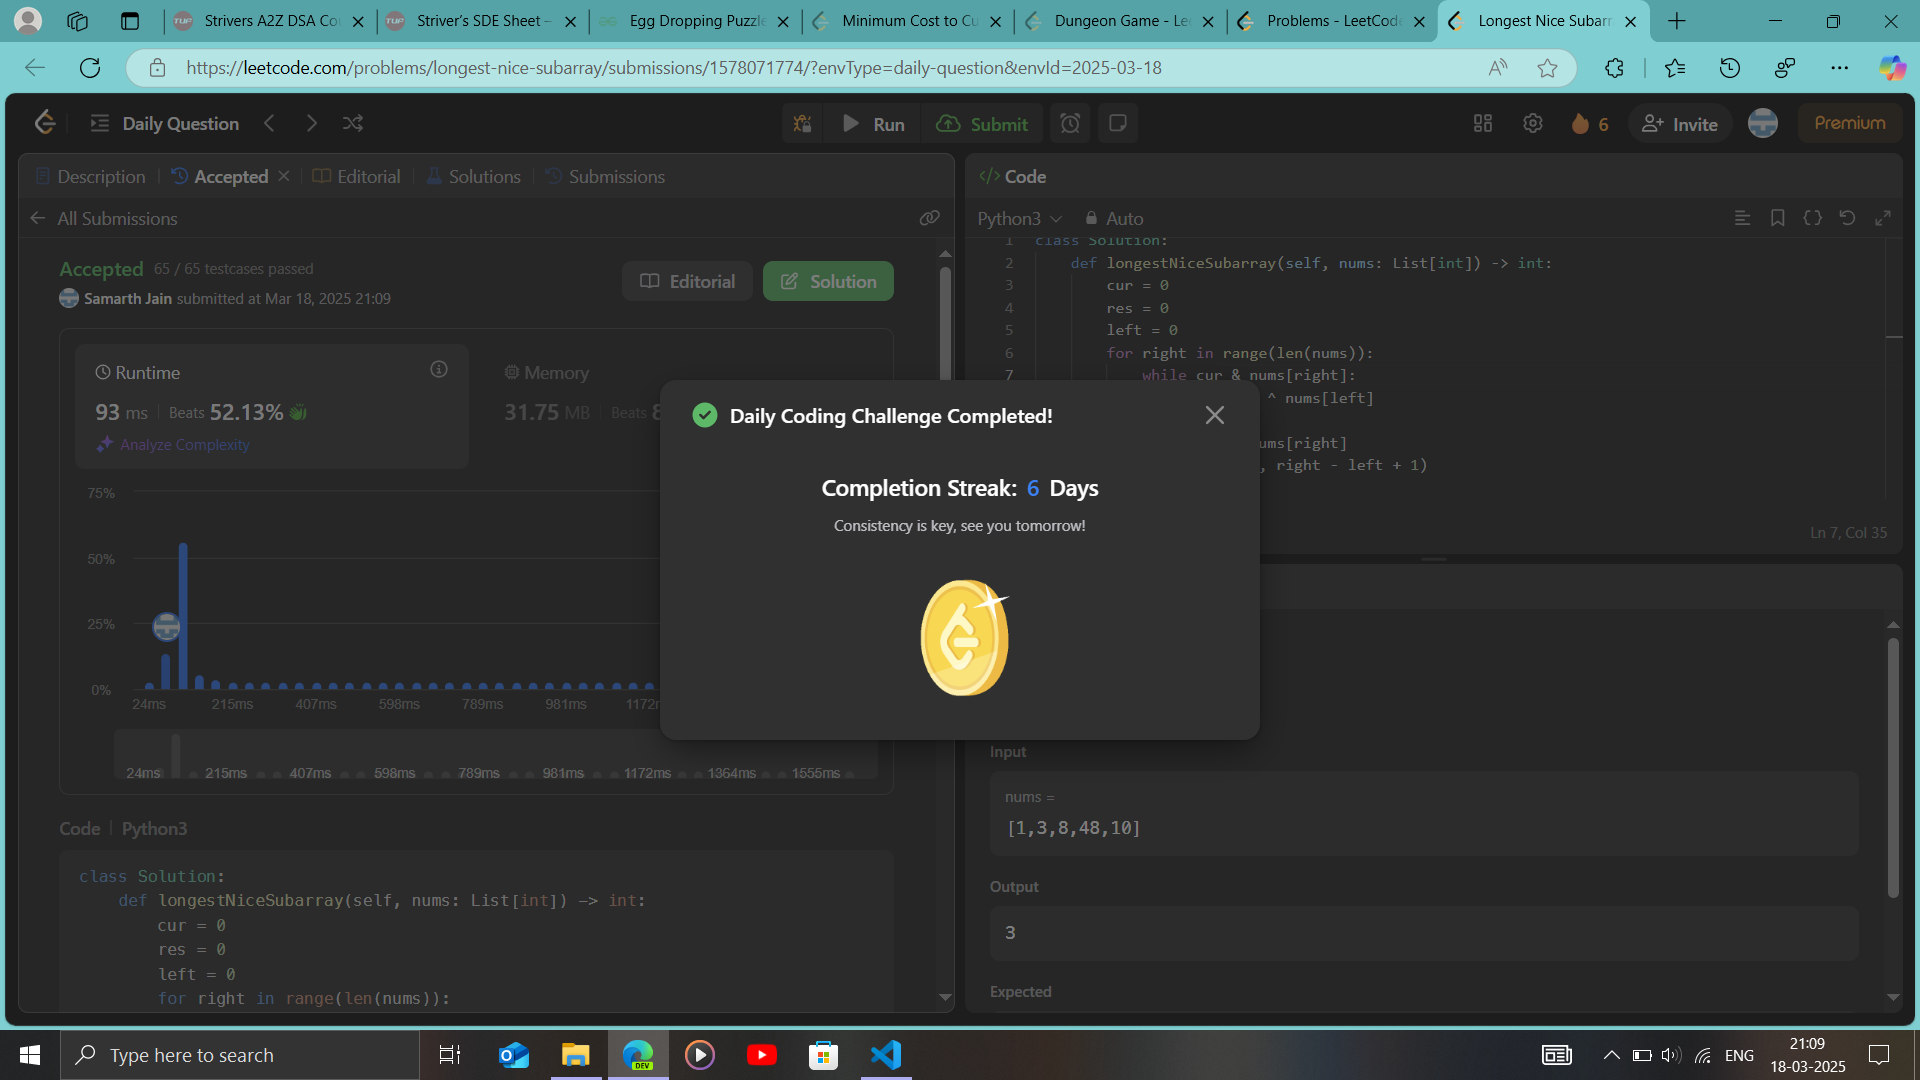 Strivers A2Z DSA Co
Striver's SDE Sheet –
Egg Dropping Puzzle
Minimum Cost to Cu
Dungeon Game - Le
Problems - LeetCode
Longest Nice Subarr
https://leetcode.com/problems/longest-nice-subarray/submissions/1578071774/?envType=daily-question&envId=2025-03-18
Daily Question
Run
Submit
6
Invite
Premium
Description
Accepted
Editorial
Solutions
Submissions
All Submissions
Accepted 65 / 65 testcases passed
Samarth Jain submitted at Mar 18, 2025 21:09
Editorial
Solution
Runtime
93 ms Beats 52.13%
Analyze Complexity
Memory
31.75 MB Beats 8
75%
50%
25%
0%
24ms 215ms 407ms 598ms 789ms 981ms 1172m
24ms 215ms 407ms 598ms 789ms 981ms 1172ms 1364ms 1555ms
Code Python3
class Solution:
def longestNiceSubarray(self, nums: List[int]) -> int:
cur = 0
res = 0
left = 0
for right in range(len(nums)):
Daily Coding Challenge Completed!
Completion Streak: 6 Days
Consistency is key, see you tomorrow!
</> Code
Python3
Auto
1 class Solution:
2 def longestNiceSubarray(self, nums: List[int]) -> int:
3 cur = 0
4 res = 0
5 left = 0
6 for right in range(len(nums)):
7 while cur & nums[right]:
^ nums[left]
ums[right]
, right - left + 1)
Ln 7, Col 35
Input
nums =
[1,3,8,48,10]
Output
3
Expected
Type here to search
DEV
ENG
21:09
18-03-2025